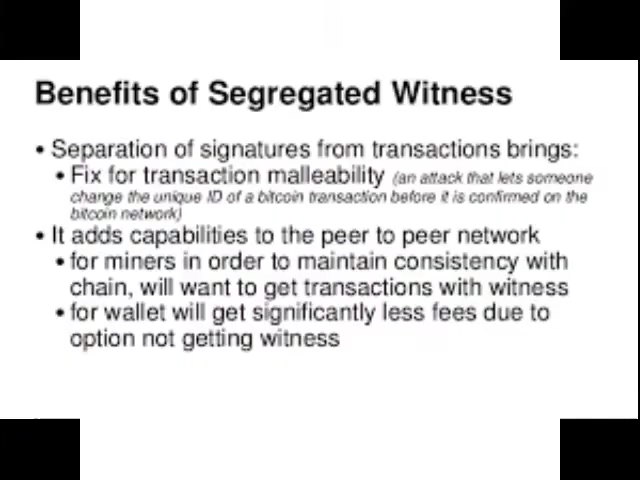 Benefits of Segregated Witness
• Separation of signatures from transactions brings:
• Fix for transaction malleability (an attack that lets someone
change the unique ID of a bitcoin transaction before it is confirmed on the
bitcoin network)
• It adds capabilities to the peer to peer network
• for miners in order to maintain consistency with
chain, will want to get transactions with witness
• for wallet will get significantly less fees due to
option not getting witness